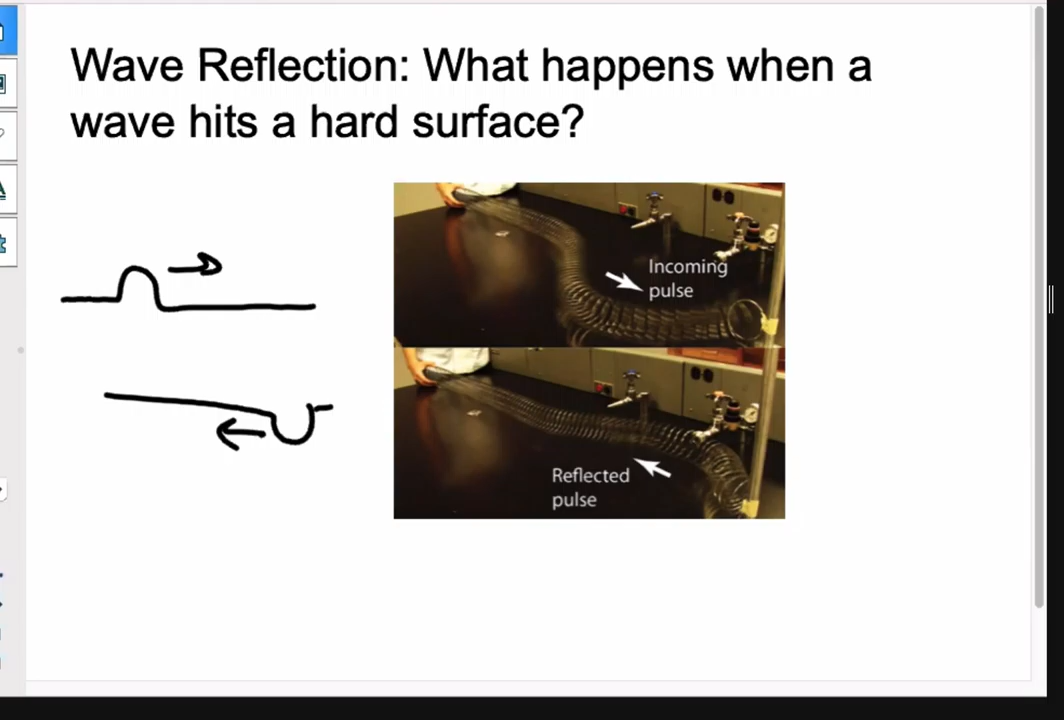 Wave Reflection: What happens when a
wave hits a hard surface?
Incoming
pulse
Reflected
pulse